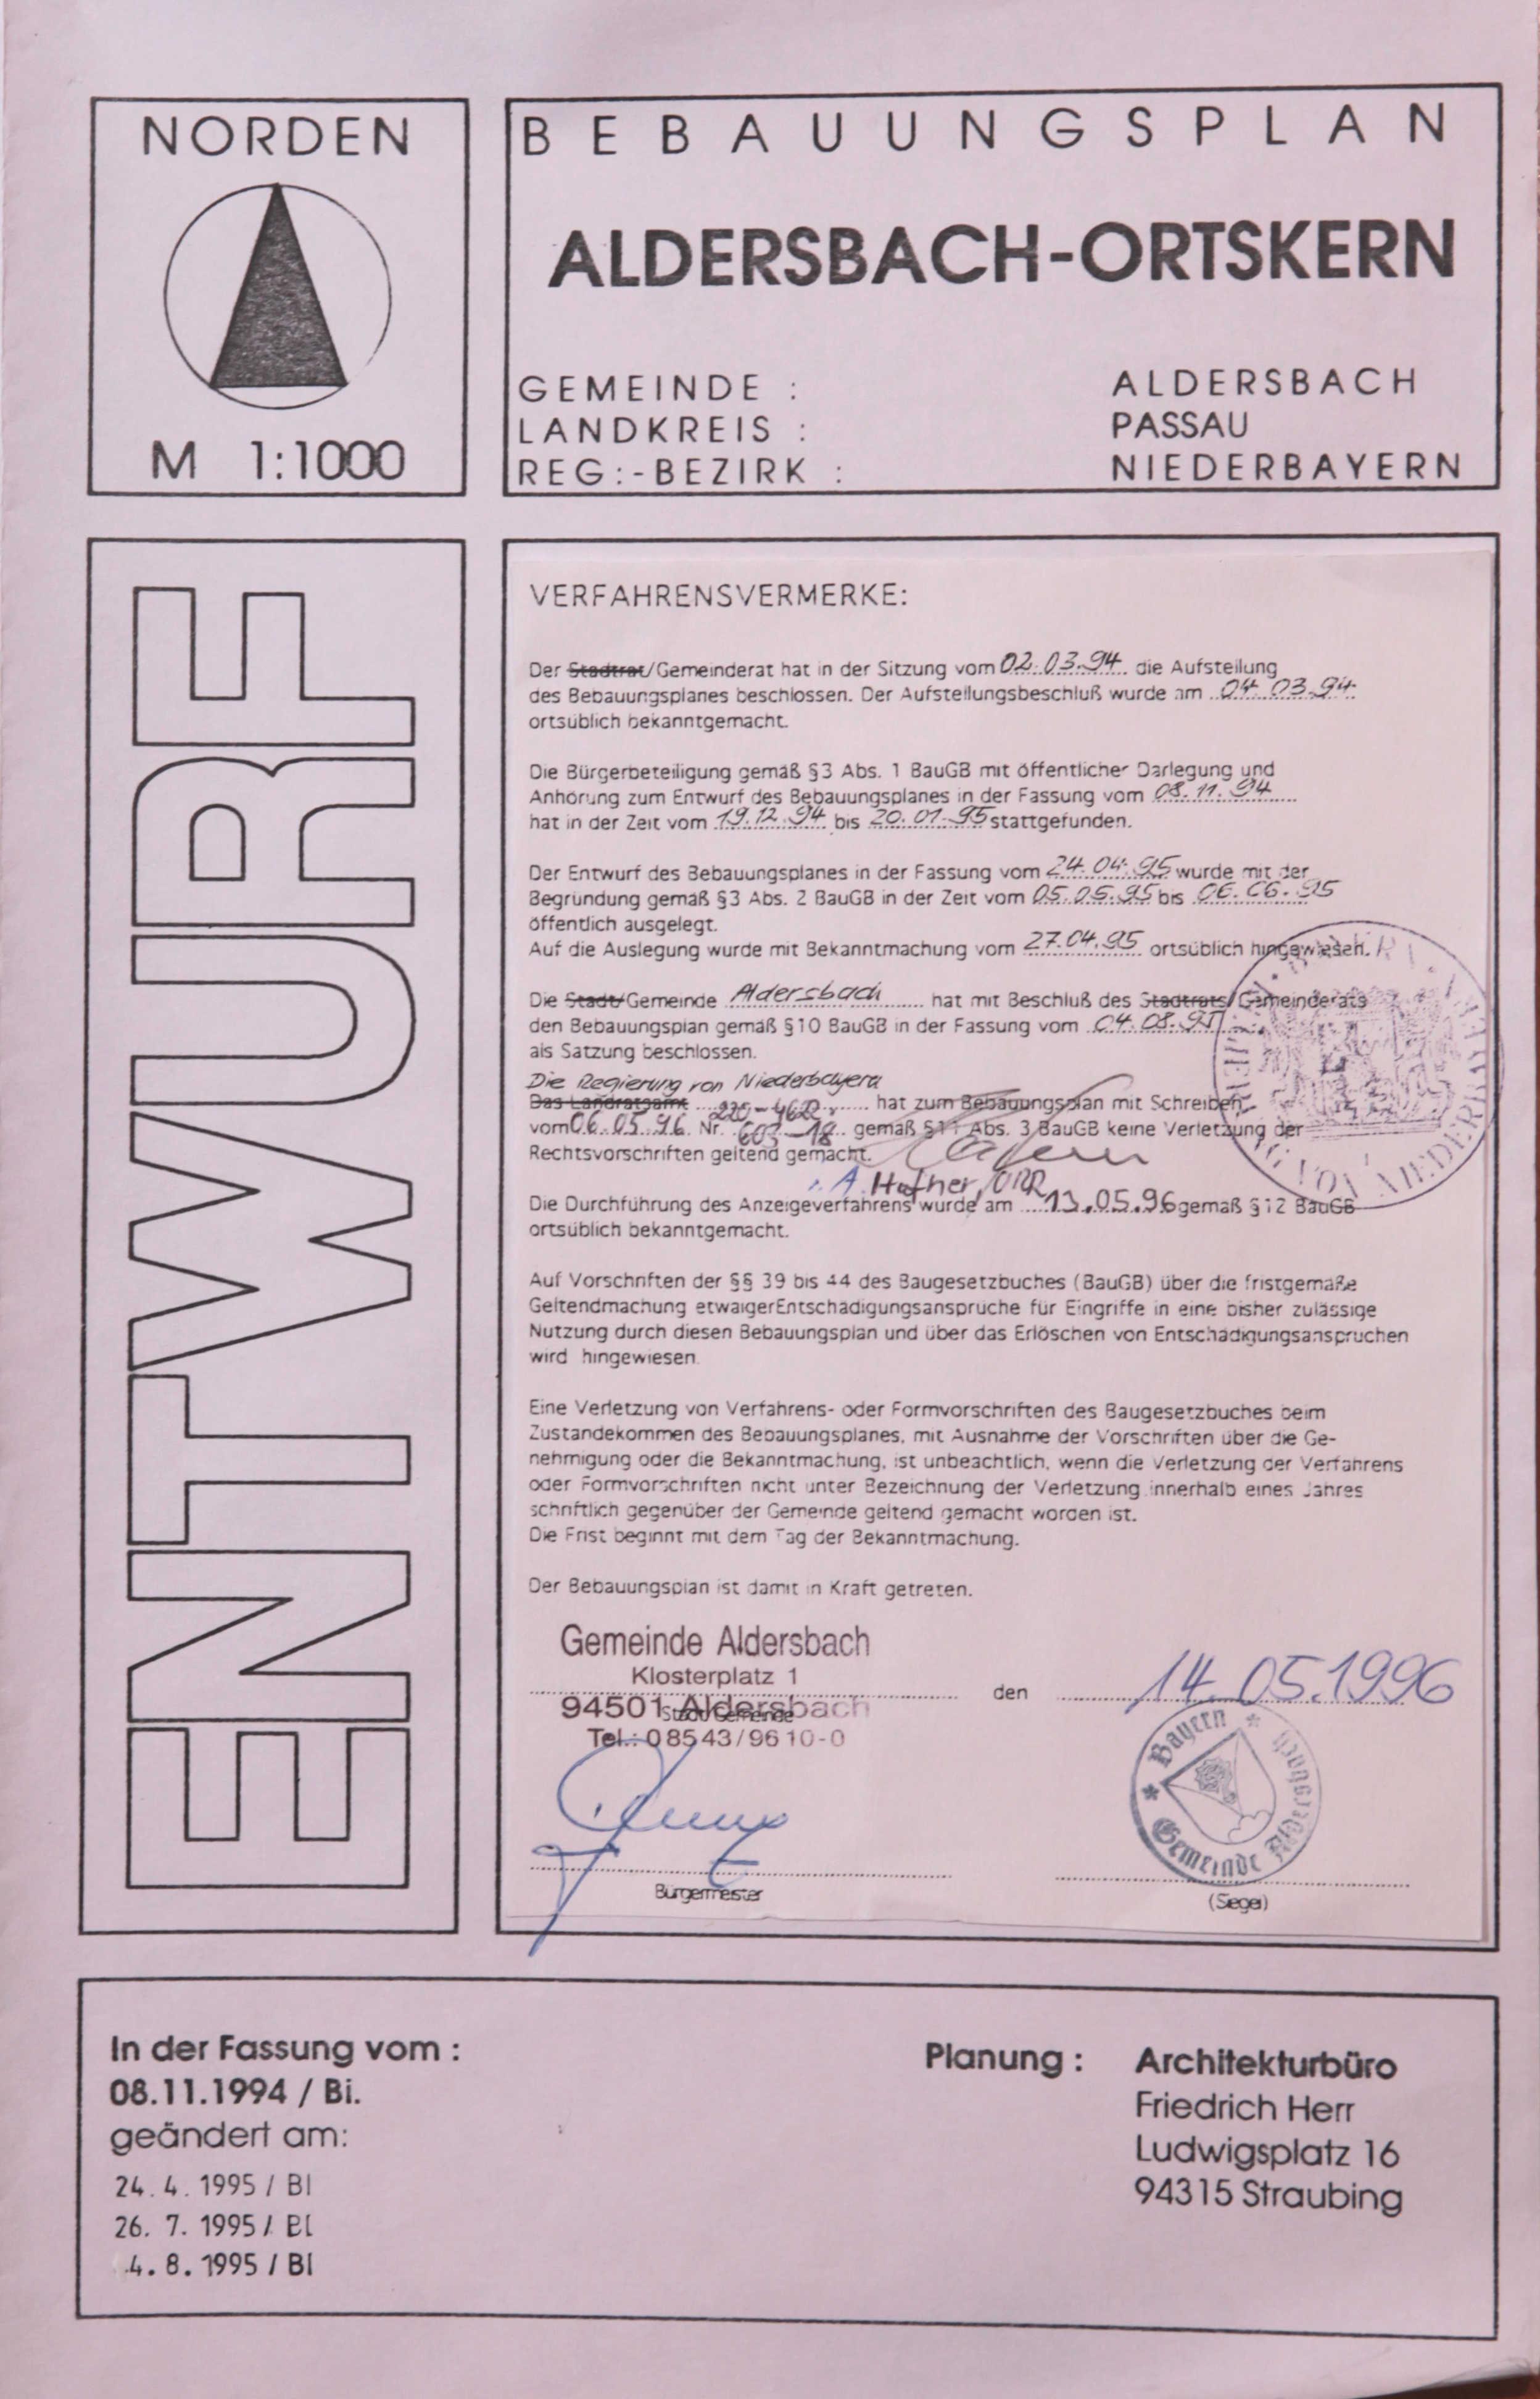 NORDEN
M 1:1000
BEBAUUNGSPLAN
ALDERSBACH-ORTSKERN
GEMEINDE : ALDERSBACH
LANDKREIS : PASSAU
REG:-BEZIRK : NIEDERBAYERN
ENTWURF
VERFAHRENSVERMERKE:
Der Stadtrat/Gemeinderat hat in der Sitzung vom 02.03.94 die Aufstellung
des Bebauungsplanes beschlossen. Der Aufstellungsbeschluß wurde am 04.03.94
ortsüblich bekanntgemacht.
Die Bürgerbeteiligung gemäß §3 Abs. 1 BauGB mit öffentlicher Darlegung und
Anhörung zum Entwurf des Bebauungsplanes in der Fassung vom 08.11.94
hat in der Zeit vom 19.12.94 bis 20.01.95 stattgefunden.
Der Entwurf des Bebauungsplanes in der Fassung vom 24.04.95 wurde mit der
Begründung gemäß §3 Abs. 2 BauGB in der Zeit vom 05.05.95 bis 06.06.95
öffentlich ausgelegt.
Auf die Auslegung wurde mit Bekanntmachung vom 27.04.95 ortsüblich hingewiesen.
Die Stadt/Gemeinde Aldersbach hat mit Beschluß des Stadtrats/Gemeinderats
den Bebauungsplan gemäß §10 BauGB in der Fassung vom 04.08.95
als Satzung beschlossen.
Die Regierung von Niederbayern
Das Landratsamt 220-4622 hat zum Bebauungsplan mit Schreiben
vom 06.05.96 Nr. 603-18 gemäß §11 Abs. 3 BauGB keine Verletzung der
Rechtsvorschriften geltend gemacht.
i.A. Hafner, ORR
Die Durchführung des Anzeigeverfahrens wurde am 13.05.96 gemäß §12 BauGB
ortsüblich bekanntgemacht.
Auf Vorschriften der §§ 39 bis 44 des Baugesetzbuches (BauGB) über die fristgemäße
Geltendmachung etwaigerEntschädigungsansprüche für Eingriffe in eine bisher zulässige
Nutzung durch diesen Bebauungsplan und über das Erlöschen von Entschädigungsansprüchen
wird hingewiesen.
Eine Verletzung von Verfahrens- oder Formvorschriften des Baugesetzbuches beim
Zustandekommen des Bebauungsplanes, mit Ausnahme der Vorschriften über die Ge-
nehmigung oder die Bekanntmachung, ist unbeachtlich, wenn die Verletzung der Verfahrens
oder Formvorschriften nicht unter Bezeichnung der Verletzung innerhalb eines Jahres
schriftlich gegenüber der Gemeinde geltend gemacht worden ist.
Die Frist beginnt mit dem Tag der Bekanntmachung.
Der Bebauungsplan ist damit in Kraft getreten.
Gemeinde Aldersbach
Klosterplatz 1
94501 Aldersbach
Stadt/Gemeinde
Tel.: 08543/9610-0
den 14.05.1996
Bayern
Gemeinde Aldersbach
Bürgermeister
(Siegel)
In der Fassung vom :
08.11.1994 / Bi.
geändert am:
24. 4. 1995 / BI
26. 7. 1995 / BI
4. 8. 1995 / BI
Planung : Architekturbüro
Friedrich Herr
Ludwigsplatz 16
94315 Straubing